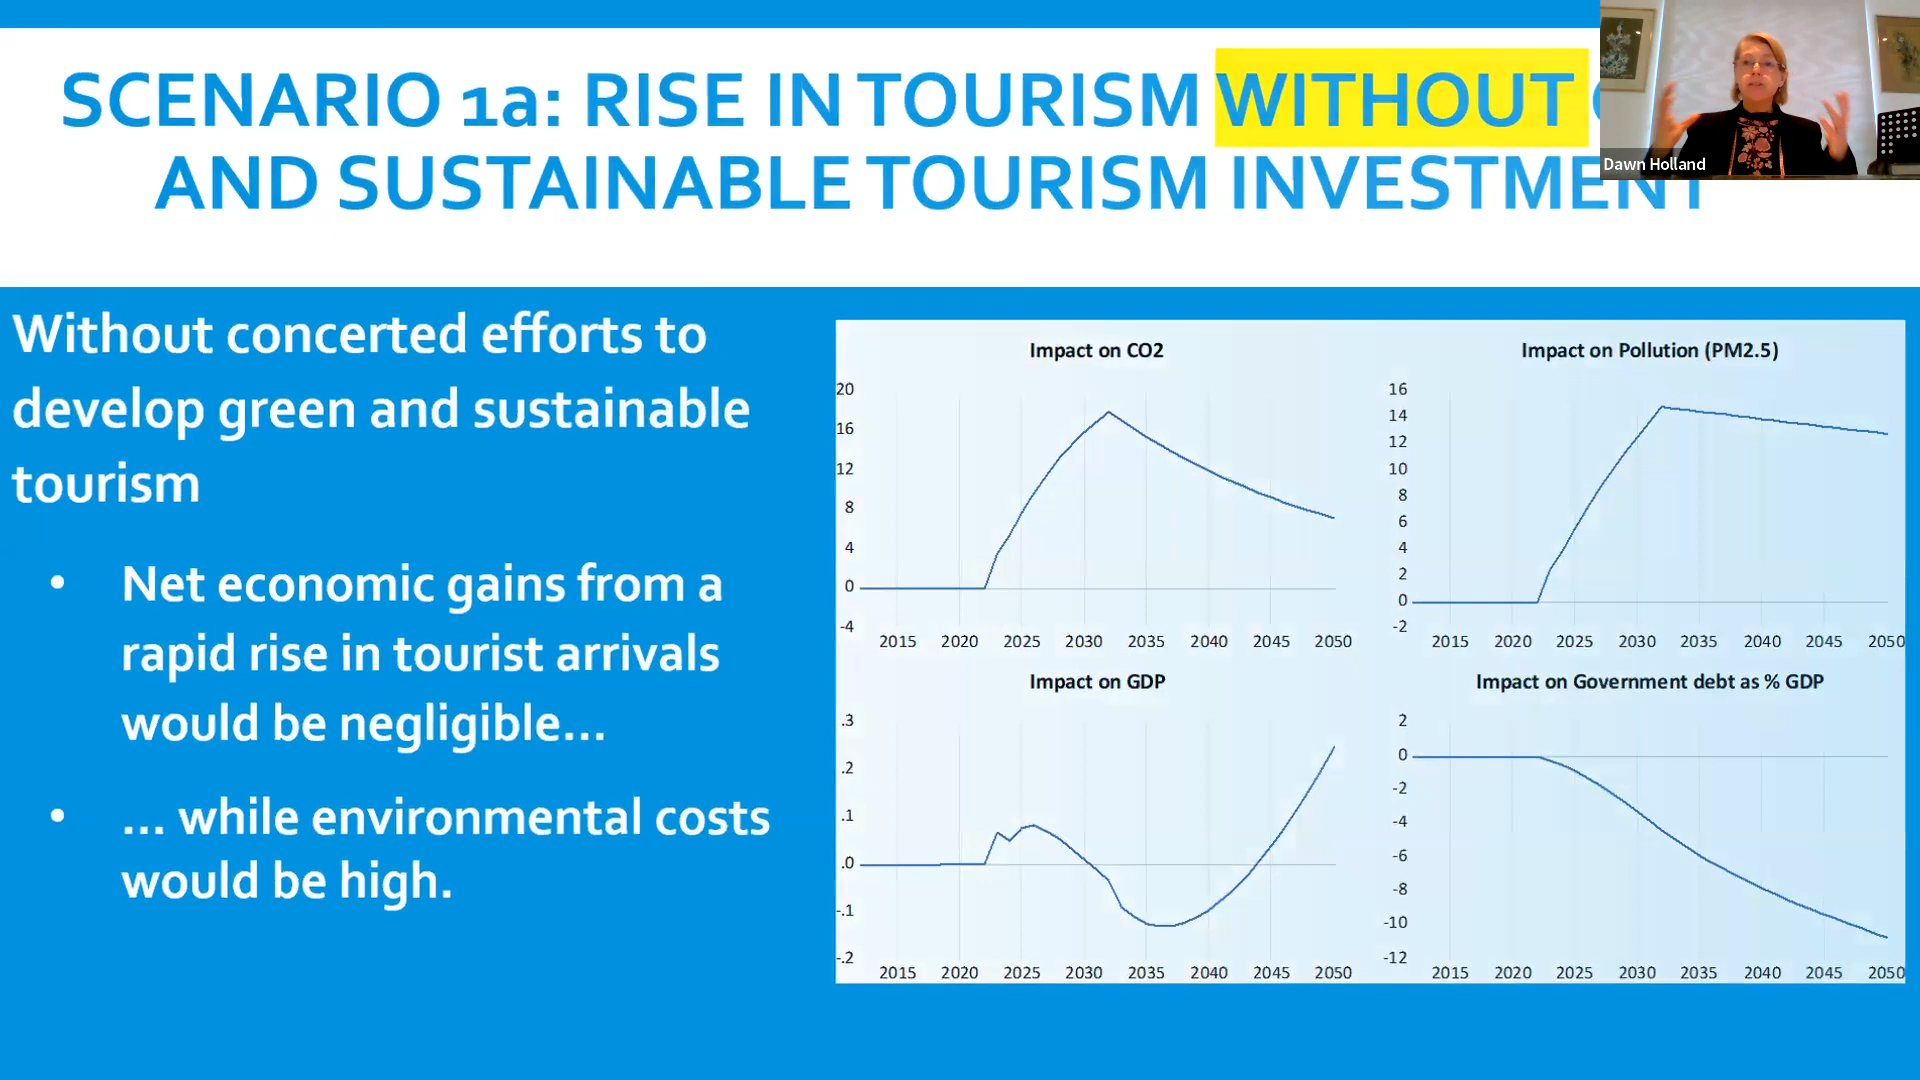 SCENARIO 1a: RISE IN TOURISM WITHOUT
AND SUSTAINABLE TOURISM INVESTMENT
Dawn Holland
Without concerted efforts to
develop green and sustainable
tourism
• Net economic gains from a
rapid rise in tourist arrivals
would be negligible...
• ... while environmental costs
would be high.
Impact on CO2
20
16
12
8
4
0
-4
2015 2020 2025 2030 2035 2040 2045 2050
Impact on Pollution (PM2.5)
16
14
12
10
8
6
4
2
0
-2
2015 2020 2025 2030 2035 2040 2045 2050
Impact on GDP
.3
.2
.1
.0
-.1
-.2
2015 2020 2025 2030 2035 2040 2045 2050
Impact on Government debt as % GDP
2
0
-2
-4
-6
-8
-10
-12
2015 2020 2025 2030 2035 2040 2045 2050